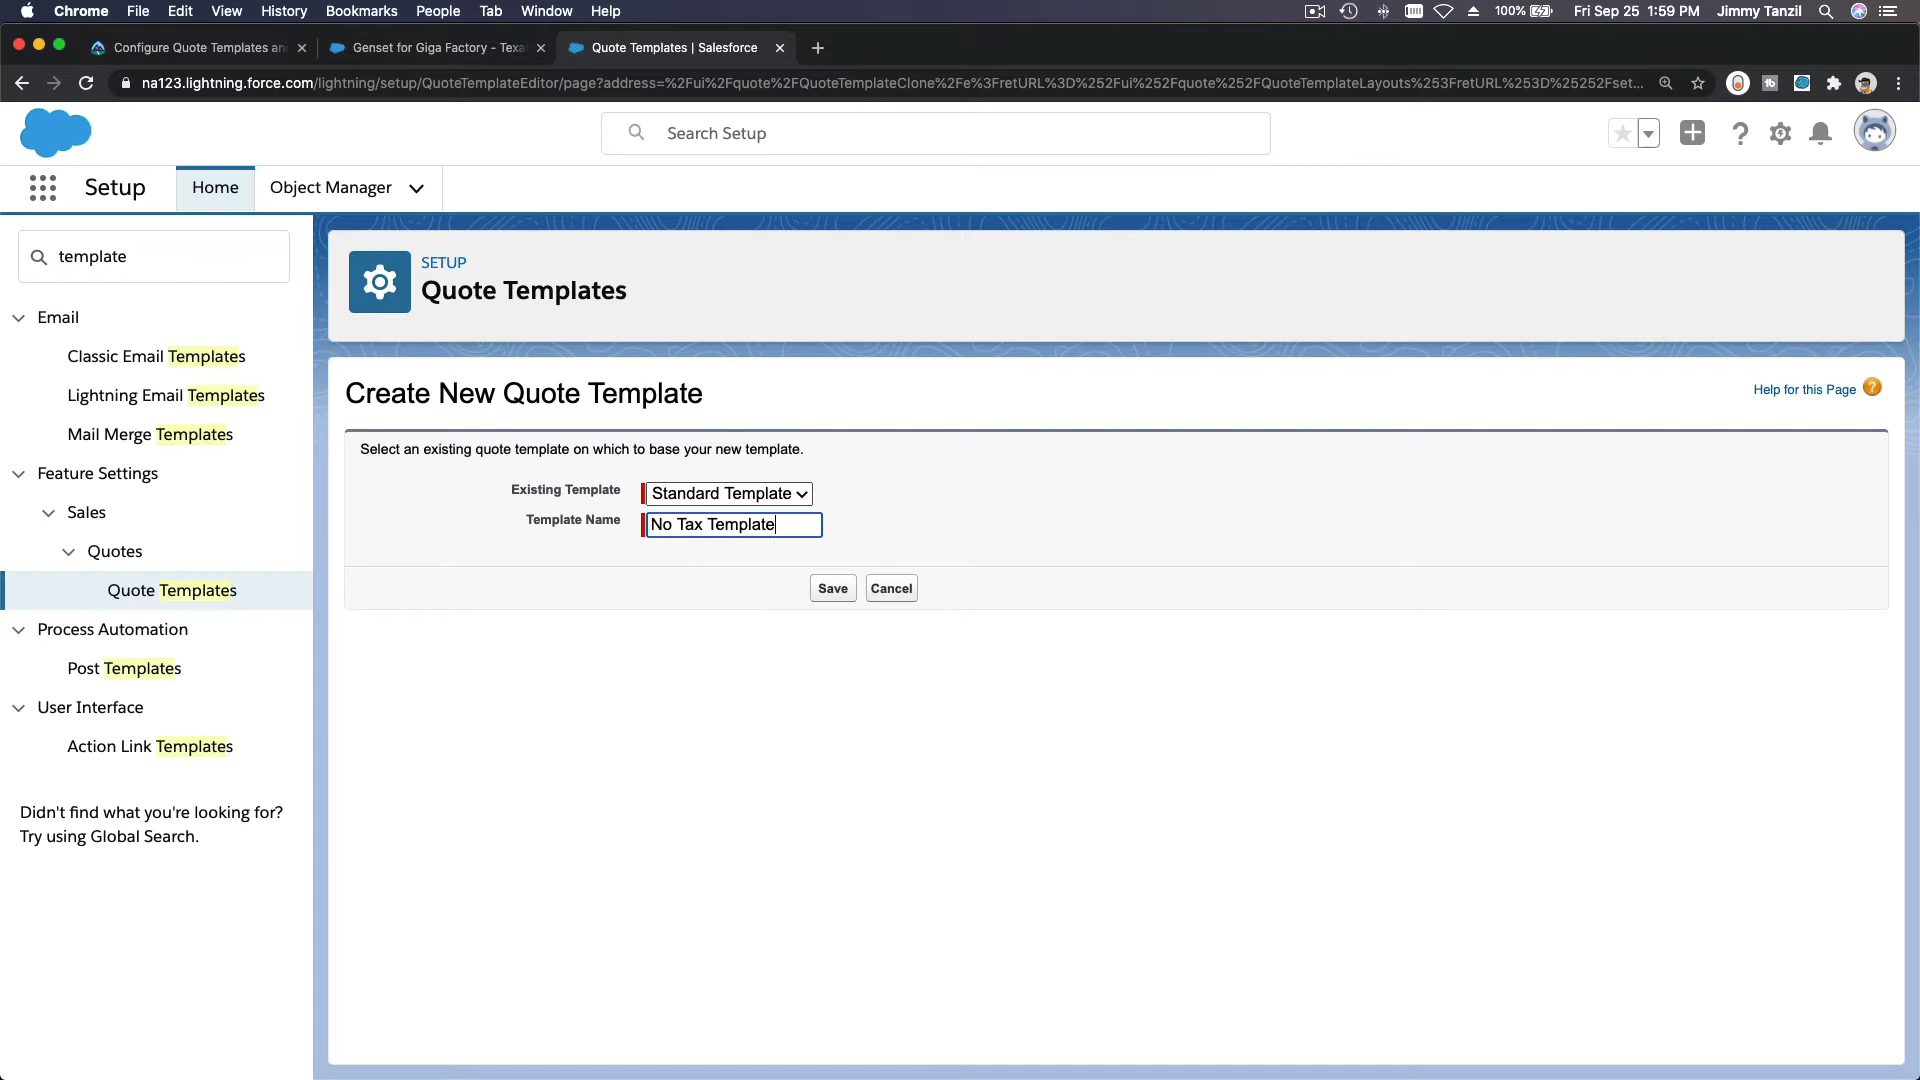 Chrome File Edit View History Bookmarks People Tab Window Help
100% Fri Sep 25 1:59 PM Jimmy Tanzil
Configure Quote Templates an
Genset for Giga Factory - Texa
Quote Templates | Salesforce
na123.lightning.force.com/lightning/setup/QuoteTemplateEditor/page?address=%2Fui%2Fquote%2FQuoteTemplateClone%2Fe%3FretURL%3D%252Fui%252Fquote%252FQuoteTemplateLayouts%253FretURL%253D%25252Fset...
Search Setup
Setup
Home
Object Manager
template
Email
Classic Email Templates
Lightning Email Templates
Mail Merge Templates
Feature Settings
Sales
Quotes
Quote Templates
Process Automation
Post Templates
User Interface
Action Link Templates
Didn't find what you're looking for?
Try using Global Search.
SETUP
Quote Templates
Create New Quote Template
Help for this Page
Select an existing quote template on which to base your new template.
Existing Template Standard Template
Template Name No Tax Template
Save Cancel